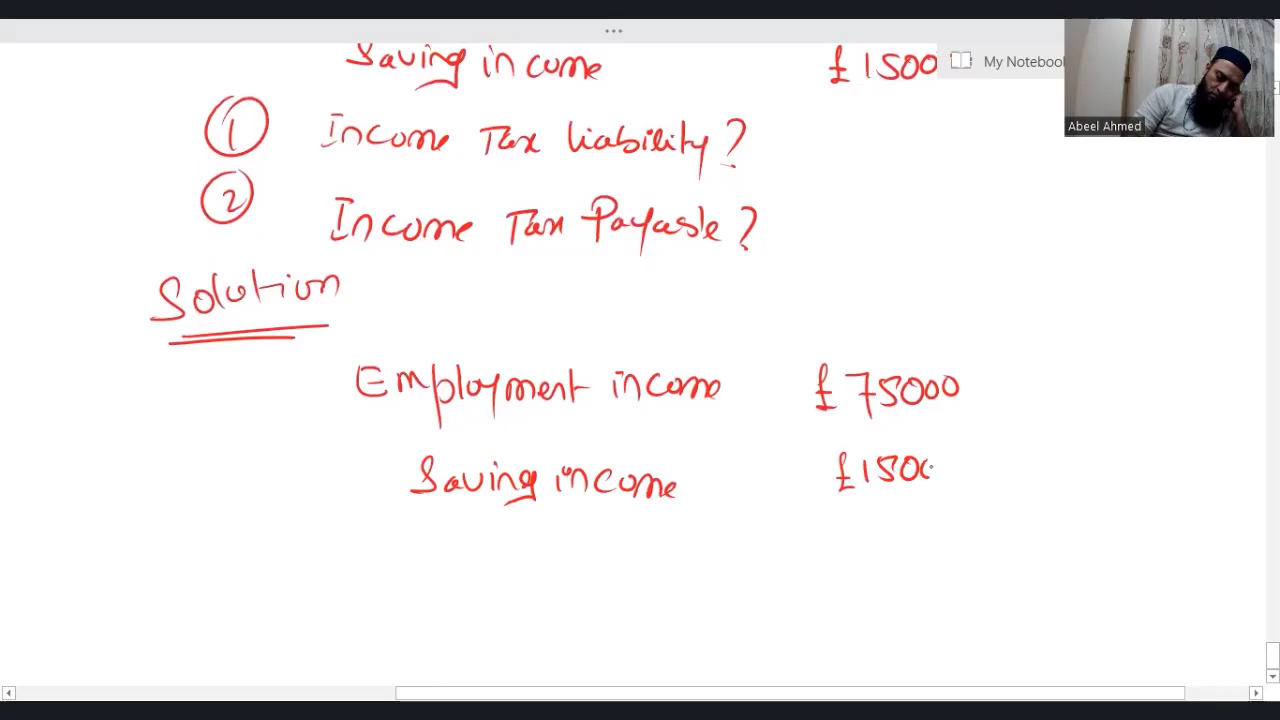 Saving income £1500
My Notebook
Abeel Ahmed
1 Income Tax liability?
2 Income Tax Payable?
Solution
Employment income £75000
Saving income £1500